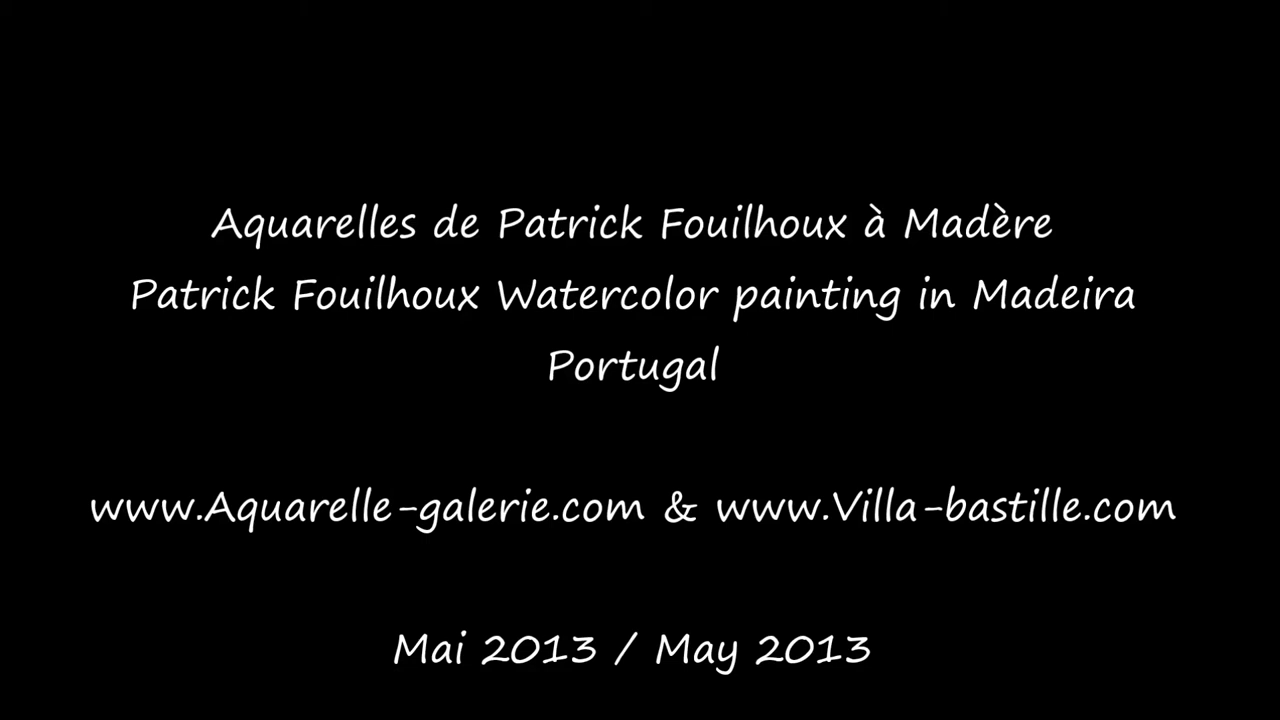 Aquarelles de Patrick Fouilhoux à Madère
Patrick Fouilhoux Watercolor painting in Madeira
Portugal
www.Aquarelle-galerie.com & www.Villa-bastille.com
Mai 2013 / May 2013